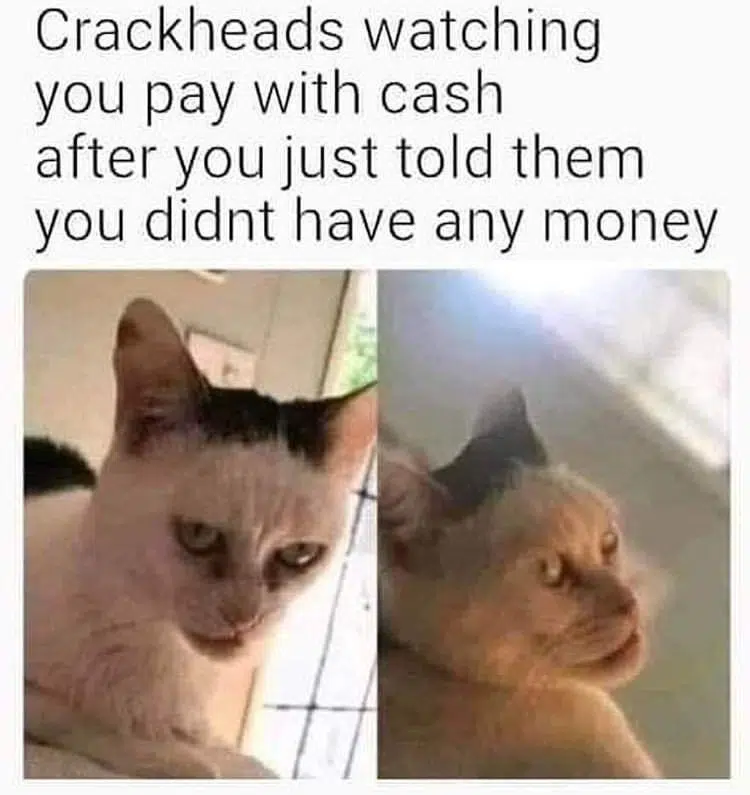 Crackheads watching
you pay with cash
after you just told them
you didnt have any money